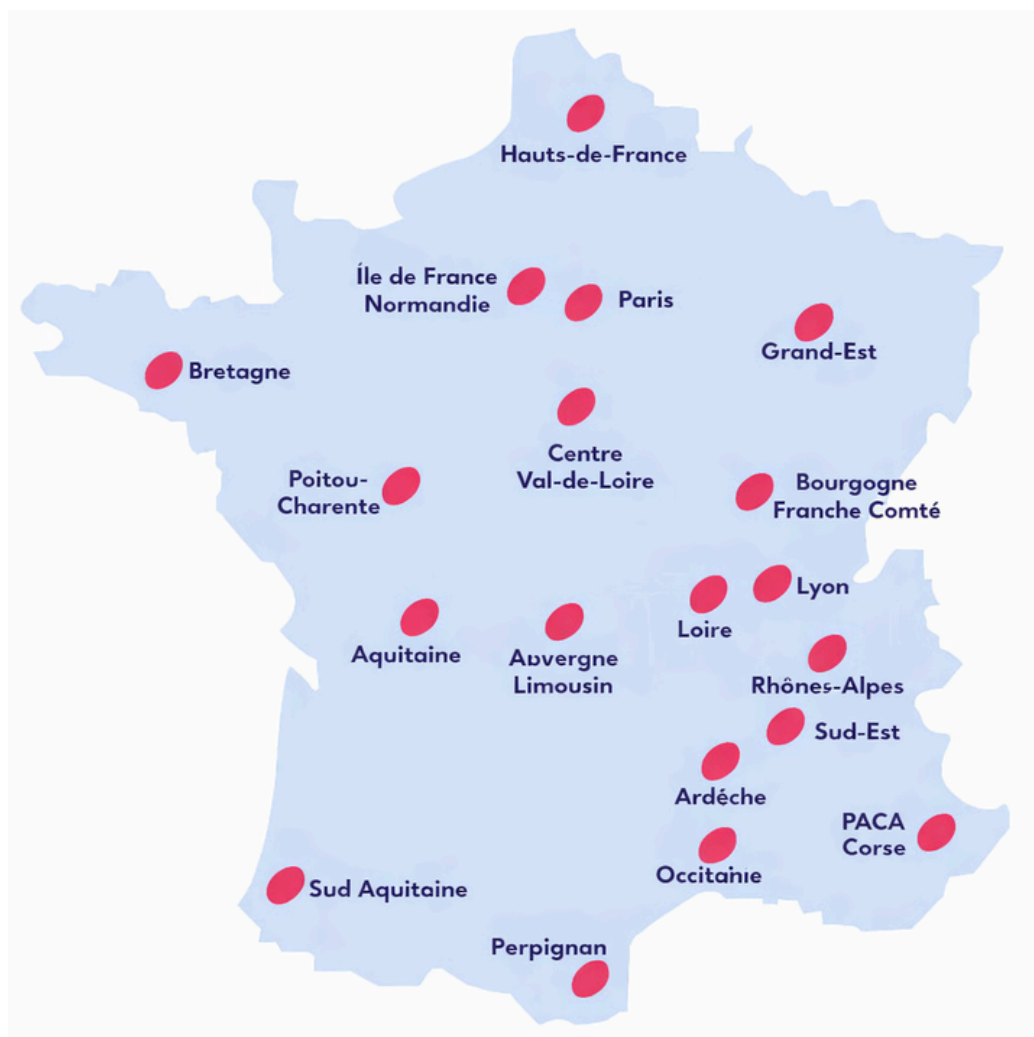 Hauts-de-France
Île de France
Normandie
Paris
Grand-Est
Bretagne
Centre
Val-de-Loire
Poitou-
Charente
Bourgogne
Franche Comté
Lyon
Loire
Aquitaine
Auvergne
Limousin
Rhônes-Alpes
Sud-Est
Ardéche
PACA
Corse
Occitanie
Sud Aquitaine
Perpignan